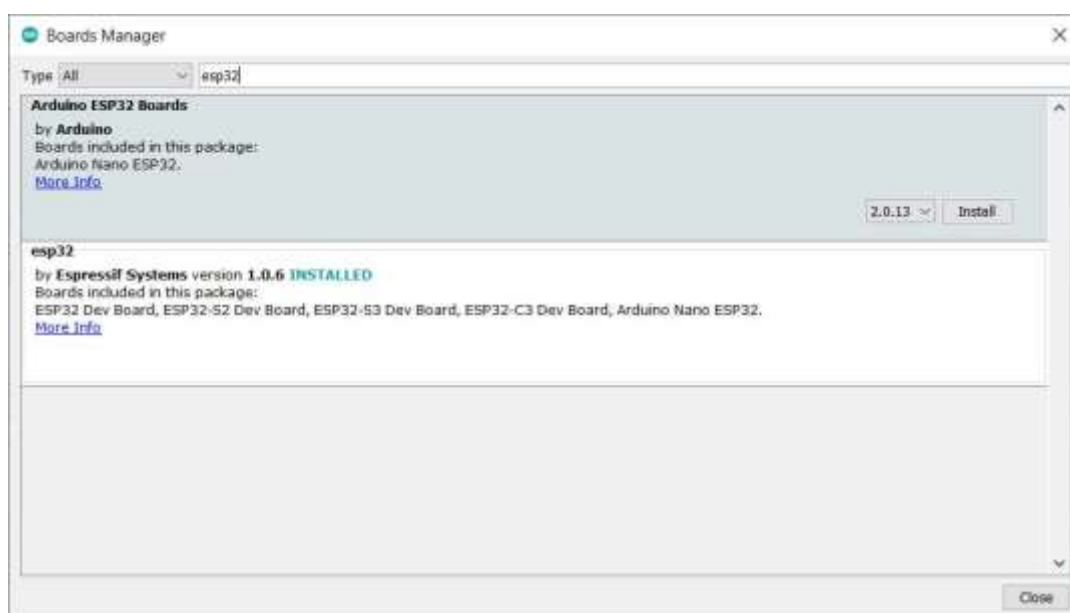 Boards Manager
Type All esp32
Arduino ESP32 Boards
by Arduino
Boards included in this package:
Arduino Nano ESP32.
More Info
2.0.13 Install
esp32
by Espressif Systems version 1.0.6 INSTALLED
Boards included in this package:
ESP32 Dev Board, ESP32-S2 Dev Board, ESP32-S3 Dev Board, ESP32-C3 Dev Board, Arduino Nano ESP32.
More Info
Close